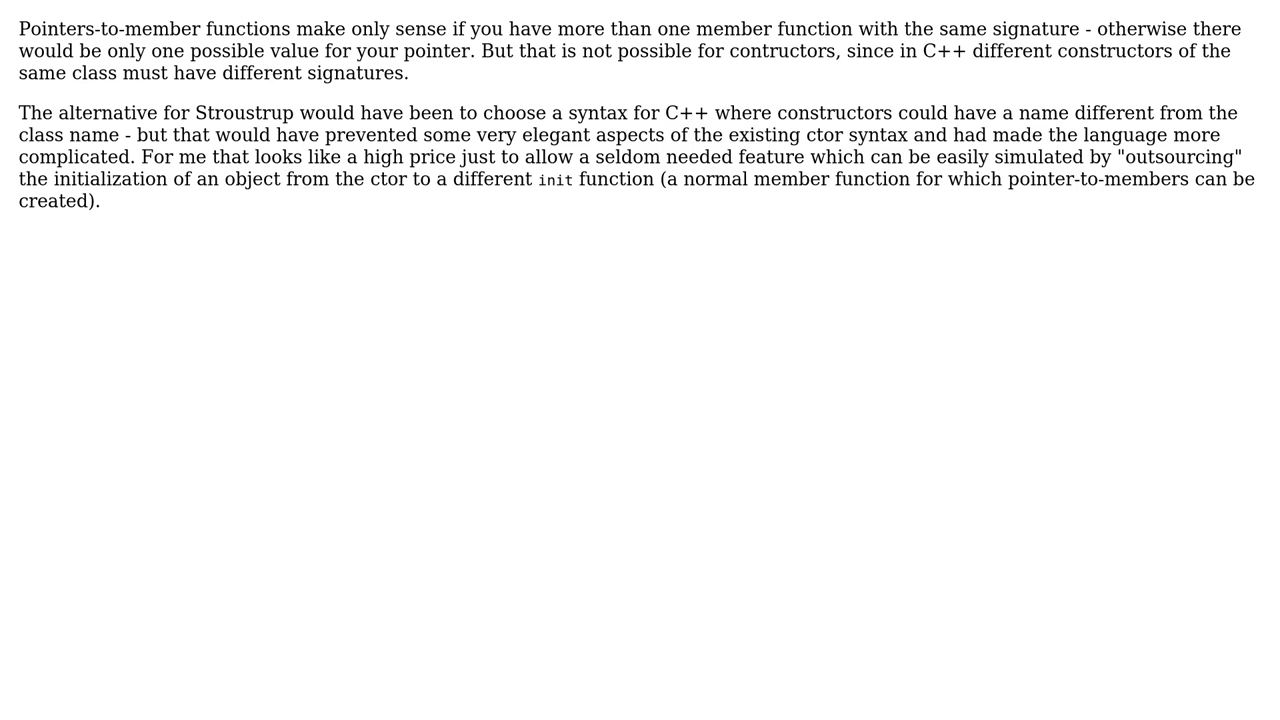 Pointers-to-member functions make only sense if you have more than one member function with the same signature - otherwise there
would be only one possible value for your pointer. But that is not possible for contructors, since in C++ different constructors of the
same class must have different signatures.
The alternative for Stroustrup would have been to choose a syntax for C++ where constructors could have a name different from the
class name - but that would have prevented some very elegant aspects of the existing ctor syntax and had made the language more
complicated. For me that looks like a high price just to allow a seldom needed feature which can be easily simulated by "outsourcing"
the initialization of an object from the ctor to a different init function (a normal member function for which pointer-to-members can be
created).